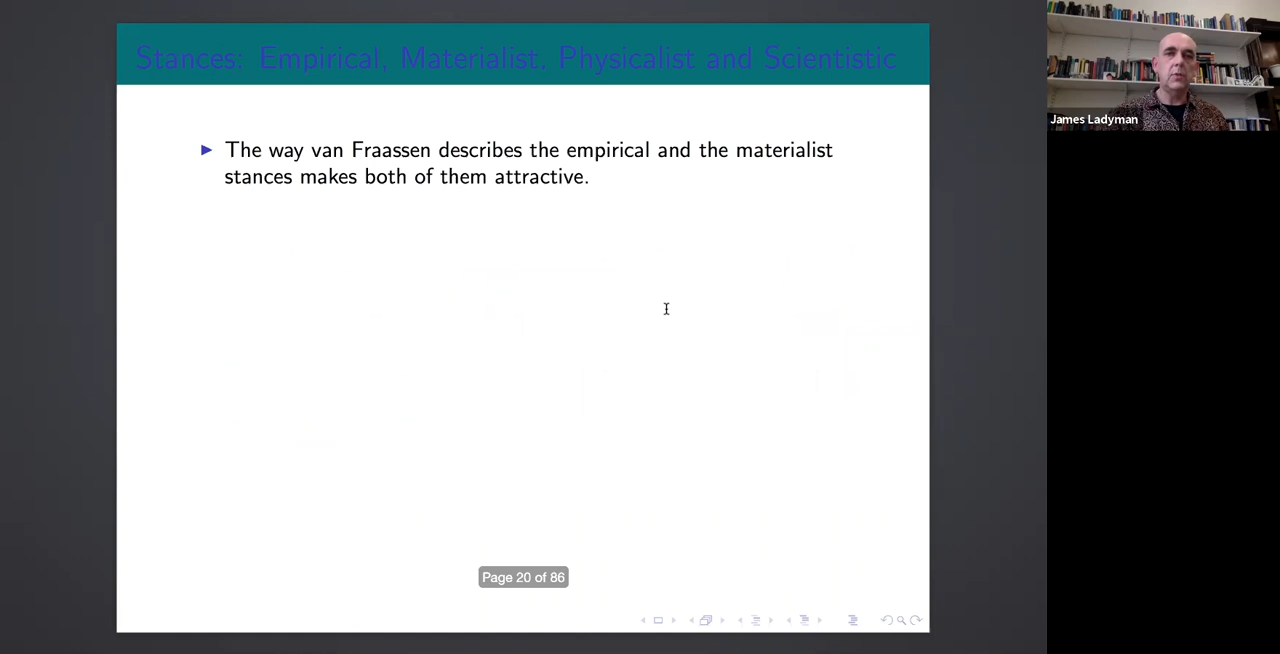 Stances: Empirical, Materialist, Physicalist and Scientistic
The way van Fraassen describes the empirical and the materialist
stances makes both of them attractive.
Page 20 of 86
James Ladyman